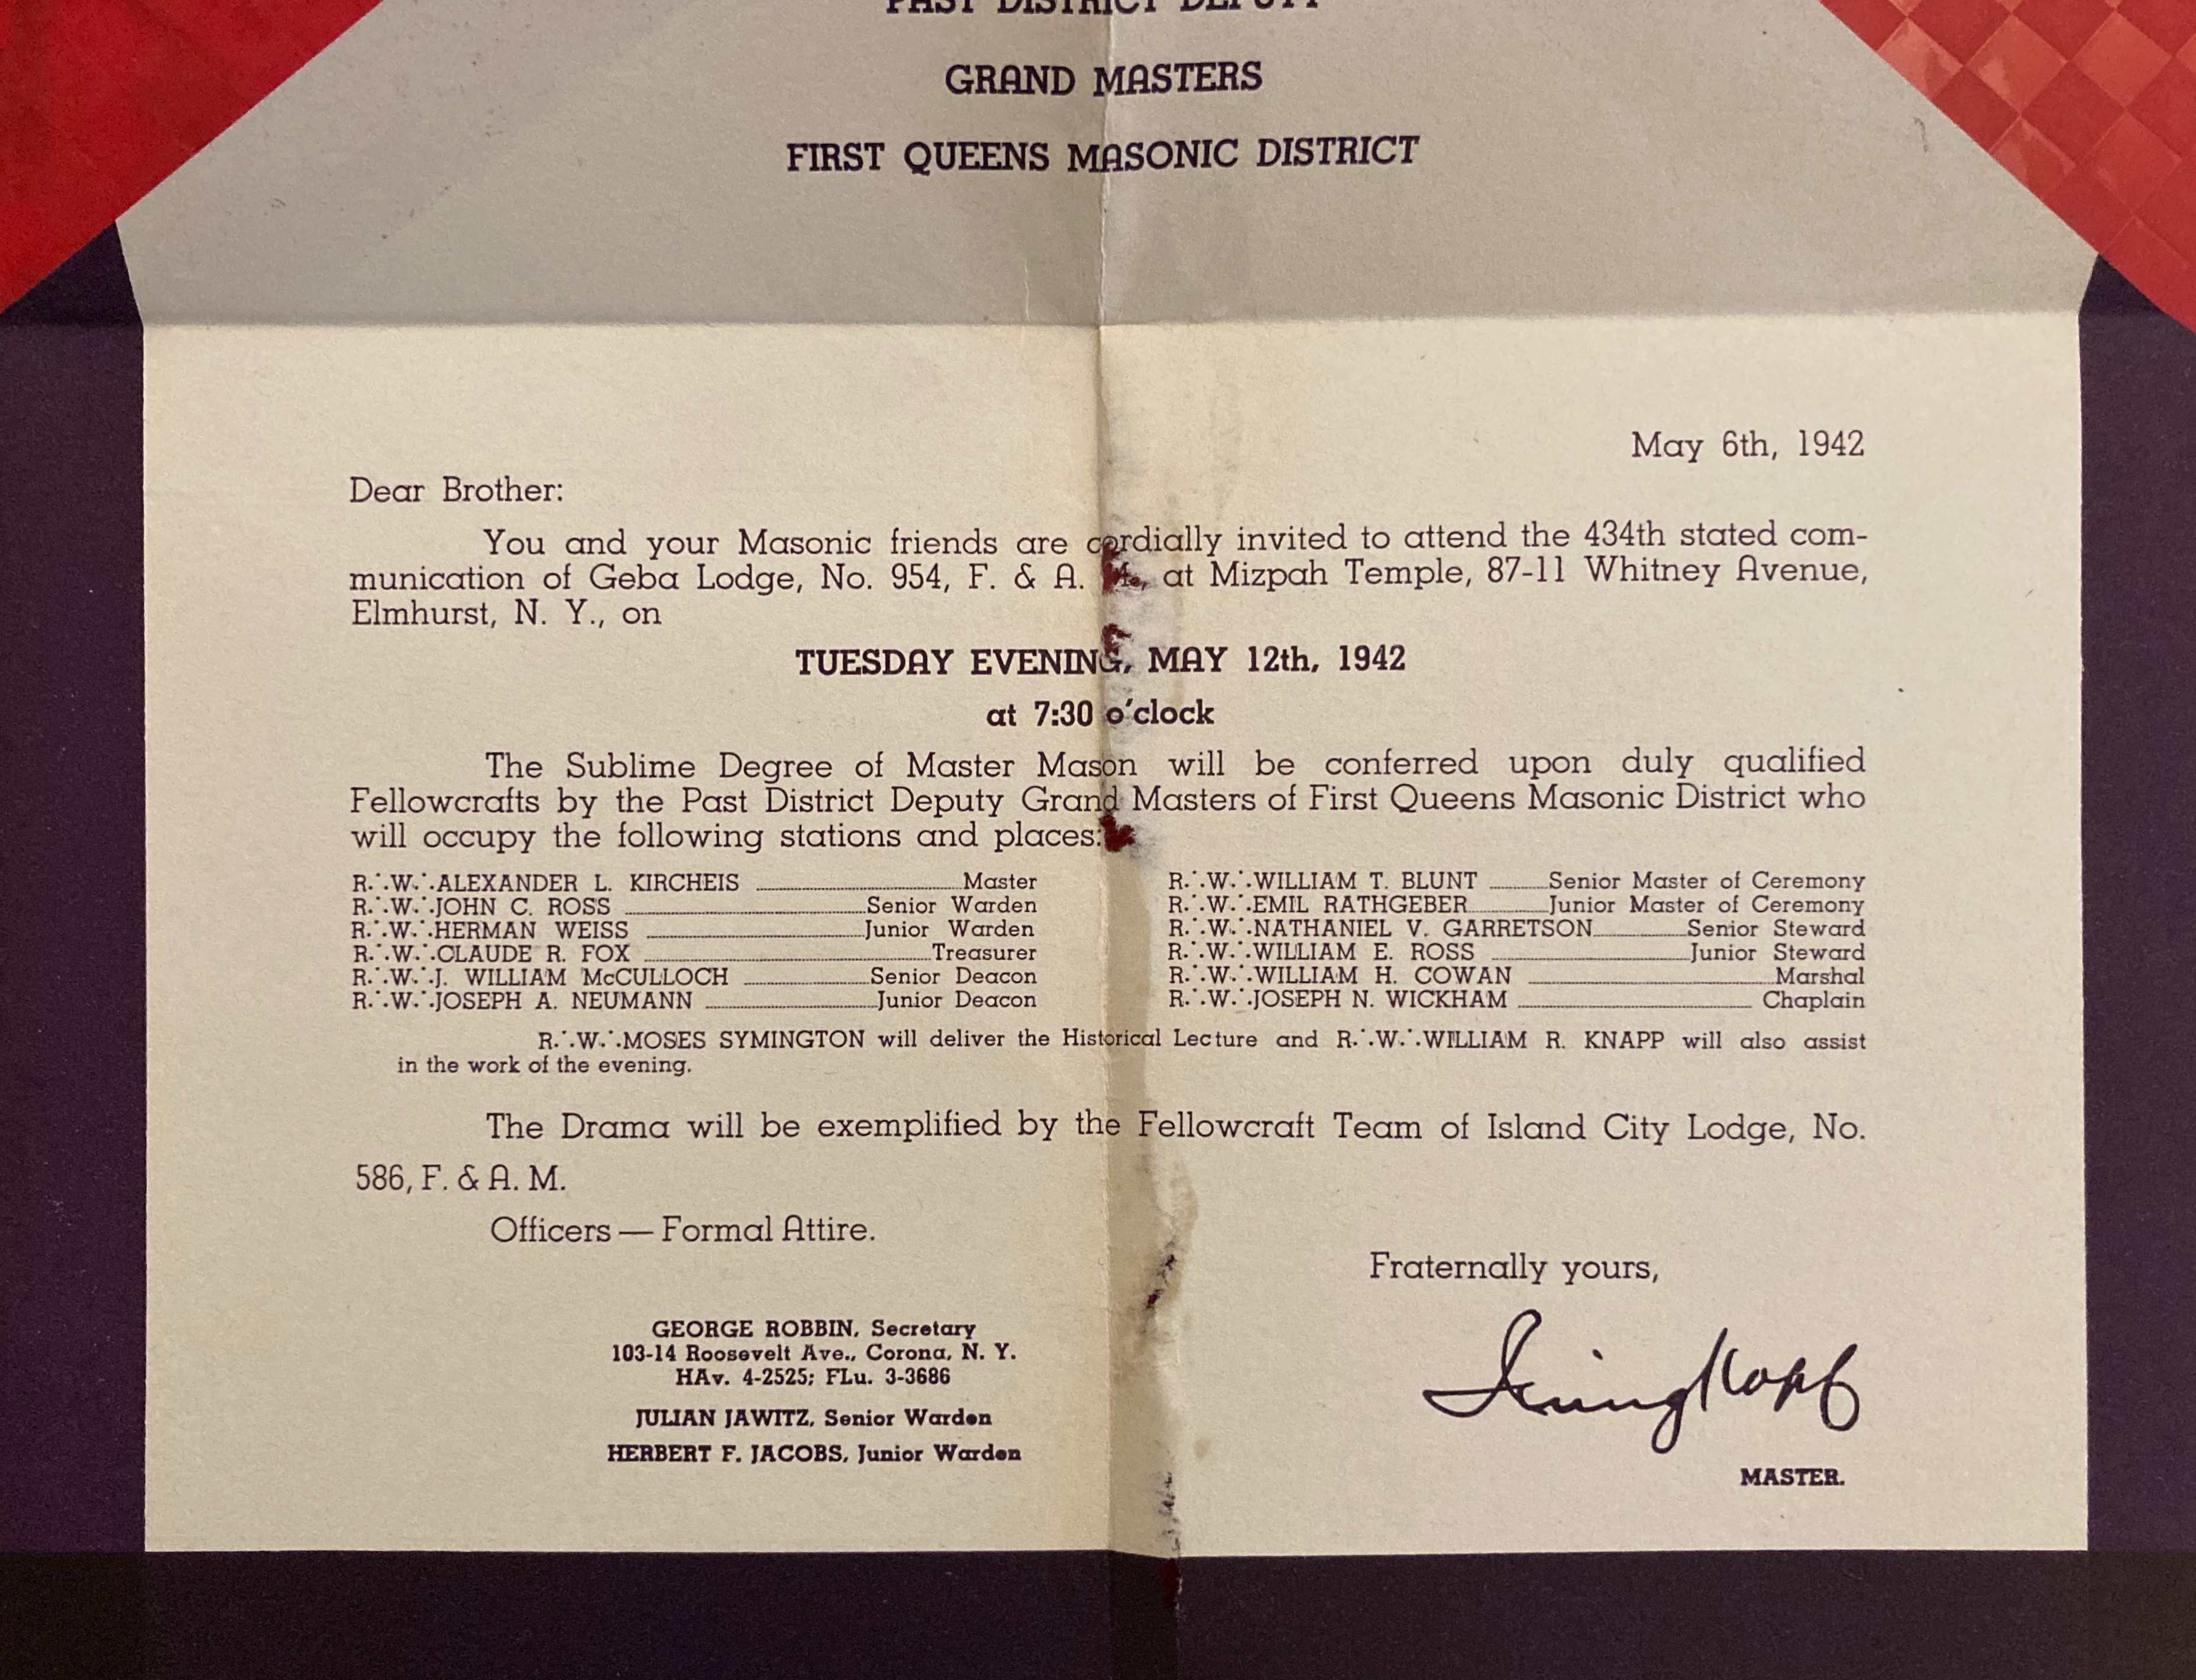 PAST DISTRICT DEPUTY
GRAND MASTERS
FIRST QUEENS MASONIC DISTRICT
May 6th, 1942
Dear Brother:
You and your Masonic friends are cordially invited to attend the 434th stated com-
munication of Geba Lodge, No. 954, F. & A. M., at Mizpah Temple, 87-11 Whitney Avenue,
Elmhurst, N. Y., on
TUESDAY EVENING, MAY 12th, 1942
at 7:30 o'clock
The Sublime Degree of Master Mason will be conferred upon duly qualified
Fellowcrafts by the Past District Deputy Grand Masters of First Queens Masonic District who
will occupy the following stations and places:
R∴W∴ALEXANDER L. KIRCHEIS Master
R∴W∴JOHN C. ROSS Senior Warden
R∴W∴HERMAN WEISS Junior Warden
R∴W∴CLAUDE R. FOX Treasurer
R∴W∴J. WILLIAM McCULLOCH Senior Deacon
R∴W∴JOSEPH A. NEUMANN Junior Deacon
R∴W∴WILLIAM T. BLUNT Senior Master of Ceremony
R∴W∴EMIL RATHGEBER Junior Master of Ceremony
R∴W∴NATHANIEL V. GARRETSON Senior Steward
R∴W∴WILLIAM E. ROSS Junior Steward
R∴W∴WILLIAM H. COWAN Marshal
R∴W∴JOSEPH N. WICKHAM Chaplain
R∴W∴MOSES SYMINGTON will deliver the Historical Lecture and R∴W∴WILLIAM R. KNAPP will also assist
in the work of the evening.
The Drama will be exemplified by the Fellowcraft Team of Island City Lodge, No.
586, F. & A. M.
Officers — Formal Attire.
Fraternally yours,
Irving Kopf
MASTER.
GEORGE ROBBIN, Secretary
103-14 Roosevelt Ave., Corona, N. Y.
HAv. 4-2525; FLu. 3-3686
JULIAN JAWITZ, Senior Warden
HERBERT F. JACOBS, Junior Warden